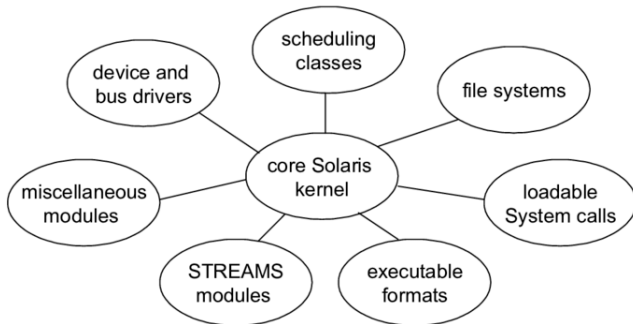 scheduling
classes
device and
bus drivers
file systems
core Solaris
kernel
miscellaneous
modules
loadable
System calls
STREAMS
modules
executable
formats